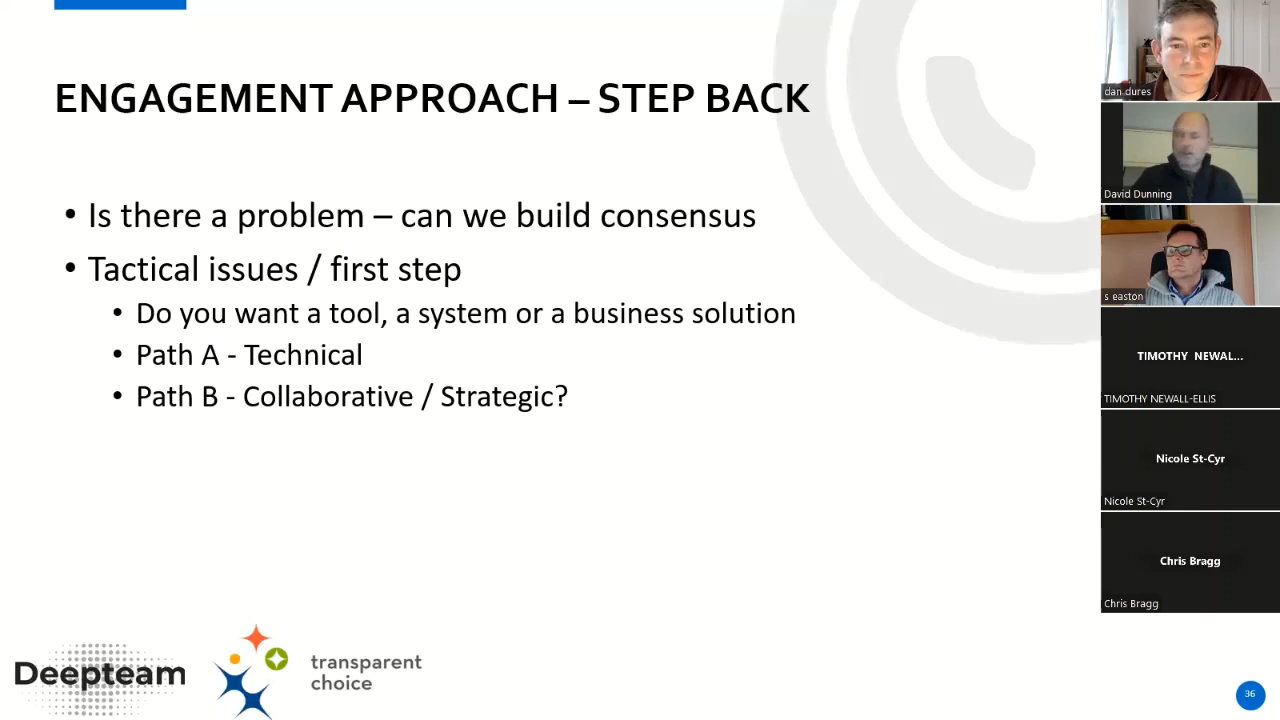 ENGAGEMENT APPROACH – STEP BACK
• Is there a problem – can we build consensus
• Tactical issues / first step
• Do you want a tool, a system or a business solution
• Path A - Technical
• Path B - Collaborative / Strategic?
Deepteam
transparent
choice
36
dan dures
David Dunning
s easton
TIMOTHY NEWAL...
TIMOTHY NEWALL-ELLIS
Nicole St-Cyr
Nicole St-Cyr
Chris Bragg
Chris Bragg